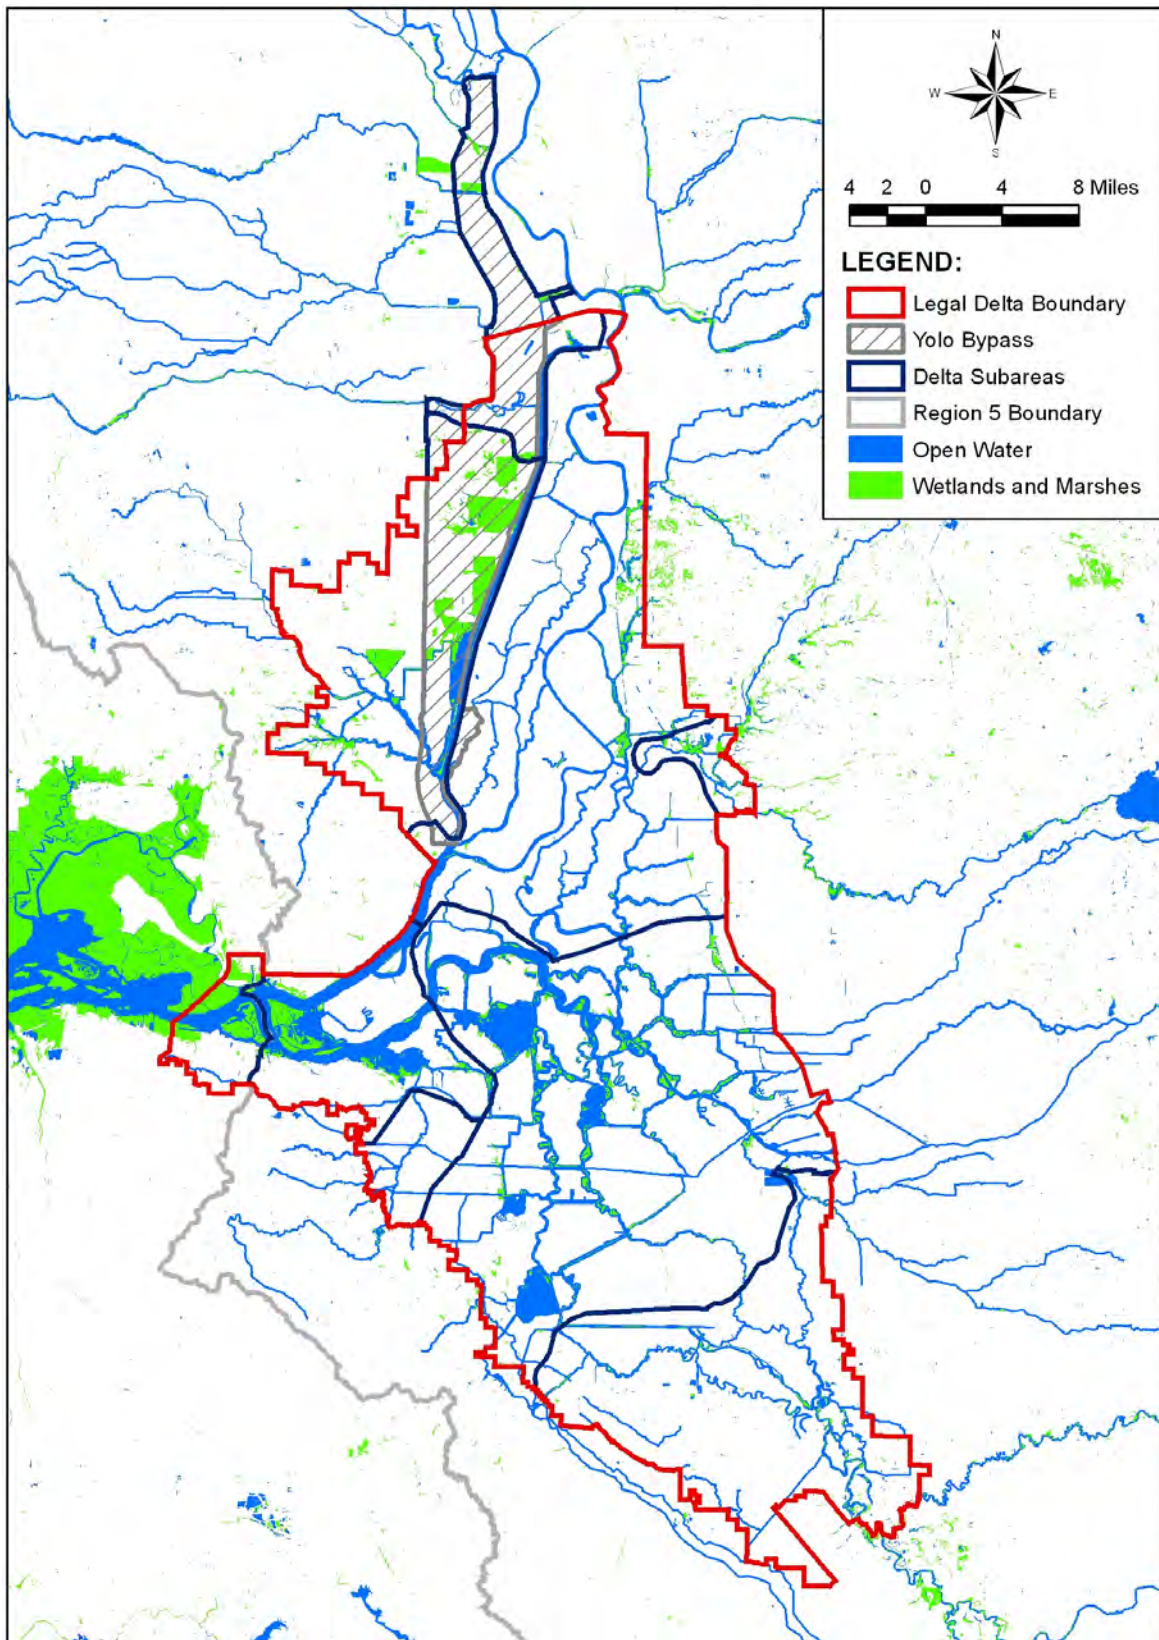 N
W E
S
4 2 0 4 8 Miles
LEGEND:
Legal Delta Boundary
Yolo Bypass
Delta Subareas
Region 5 Boundary
Open Water
Wetlands and Marshes